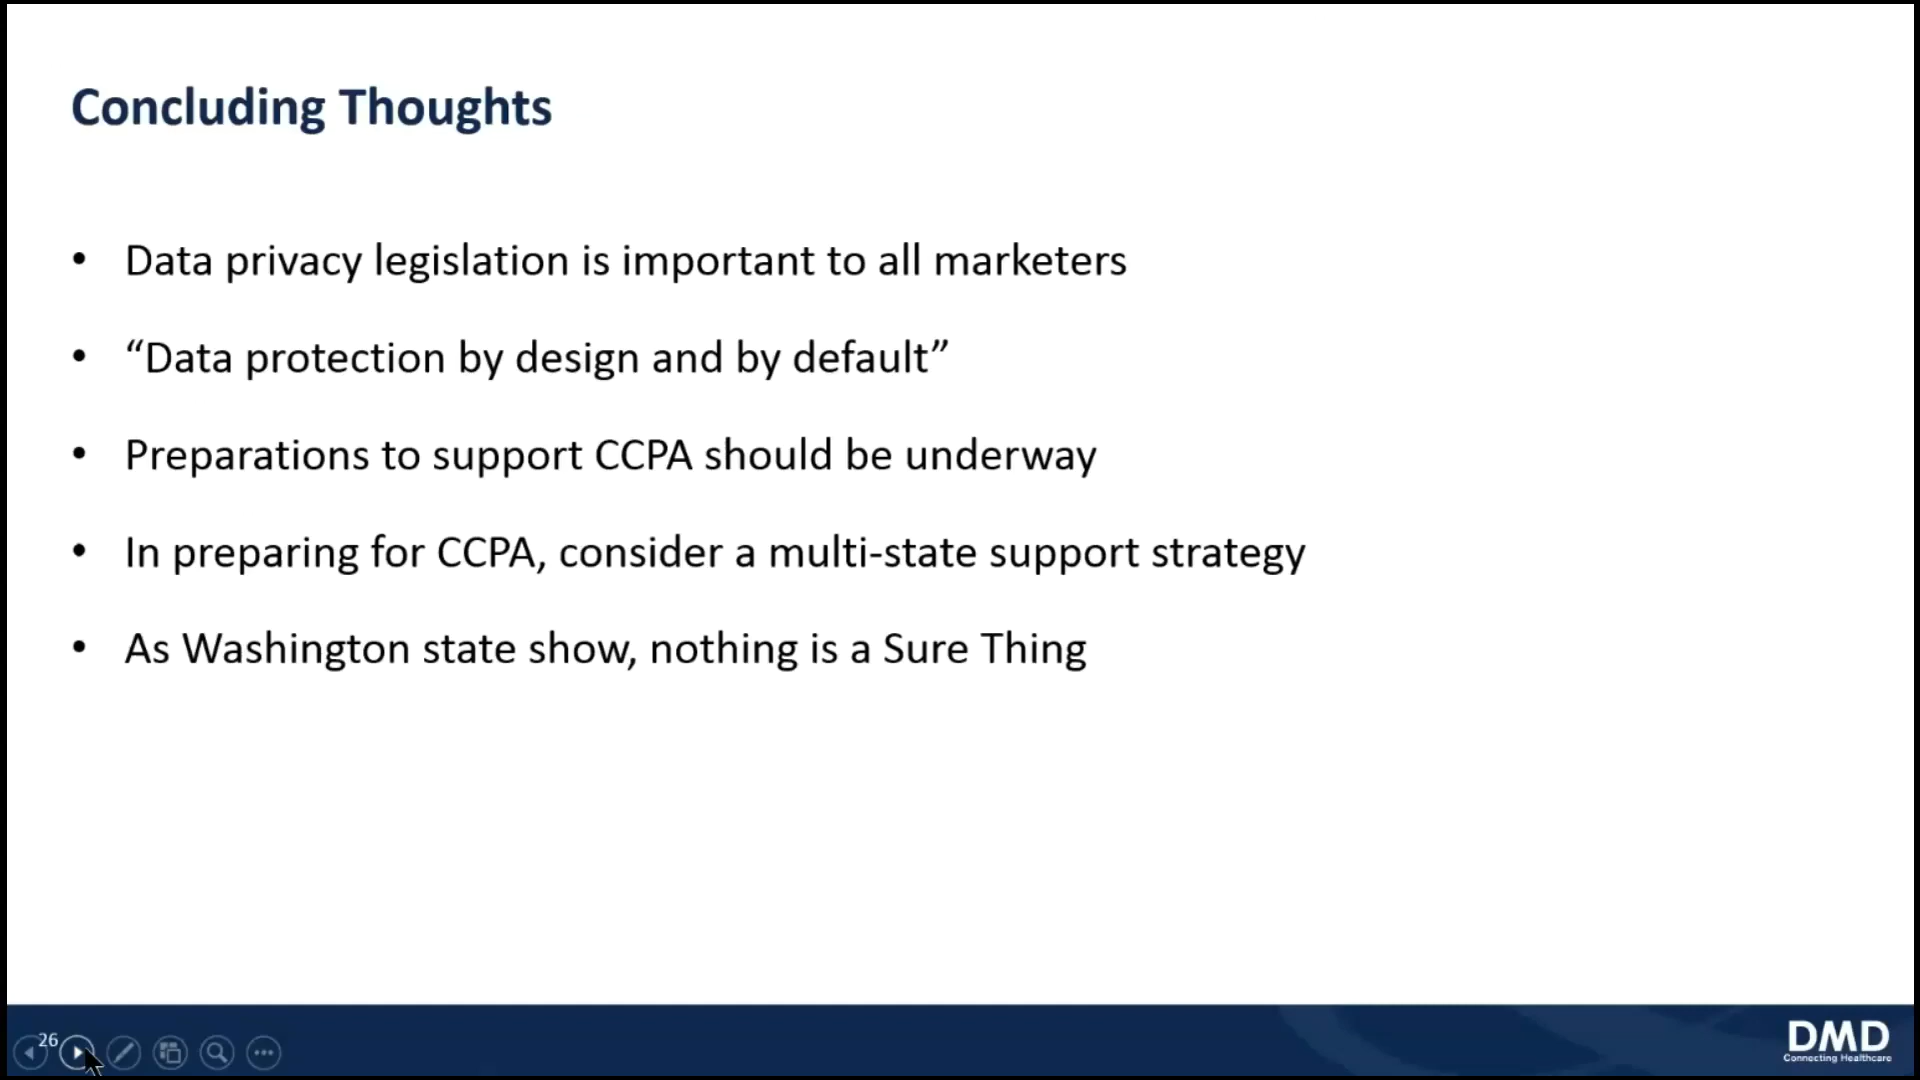 Concluding Thoughts
• Data privacy legislation is important to all marketers
• “Data protection by design and by default”
• Preparations to support CCPA should be underway
• In preparing for CCPA, consider a multi-state support strategy
• As Washington state show, nothing is a Sure Thing
26
DMD
Connecting Healthcare